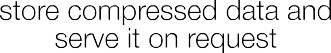 store compressed data and
serve it on request